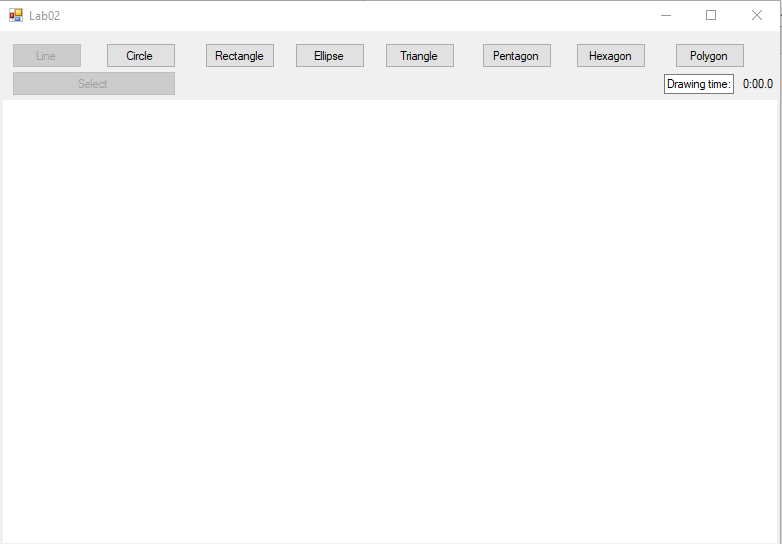 Lab02
Line Circle Rectangle Ellipse Triangle Pentagon Hexagon Polygon
Select Drawing time: 0:00.0